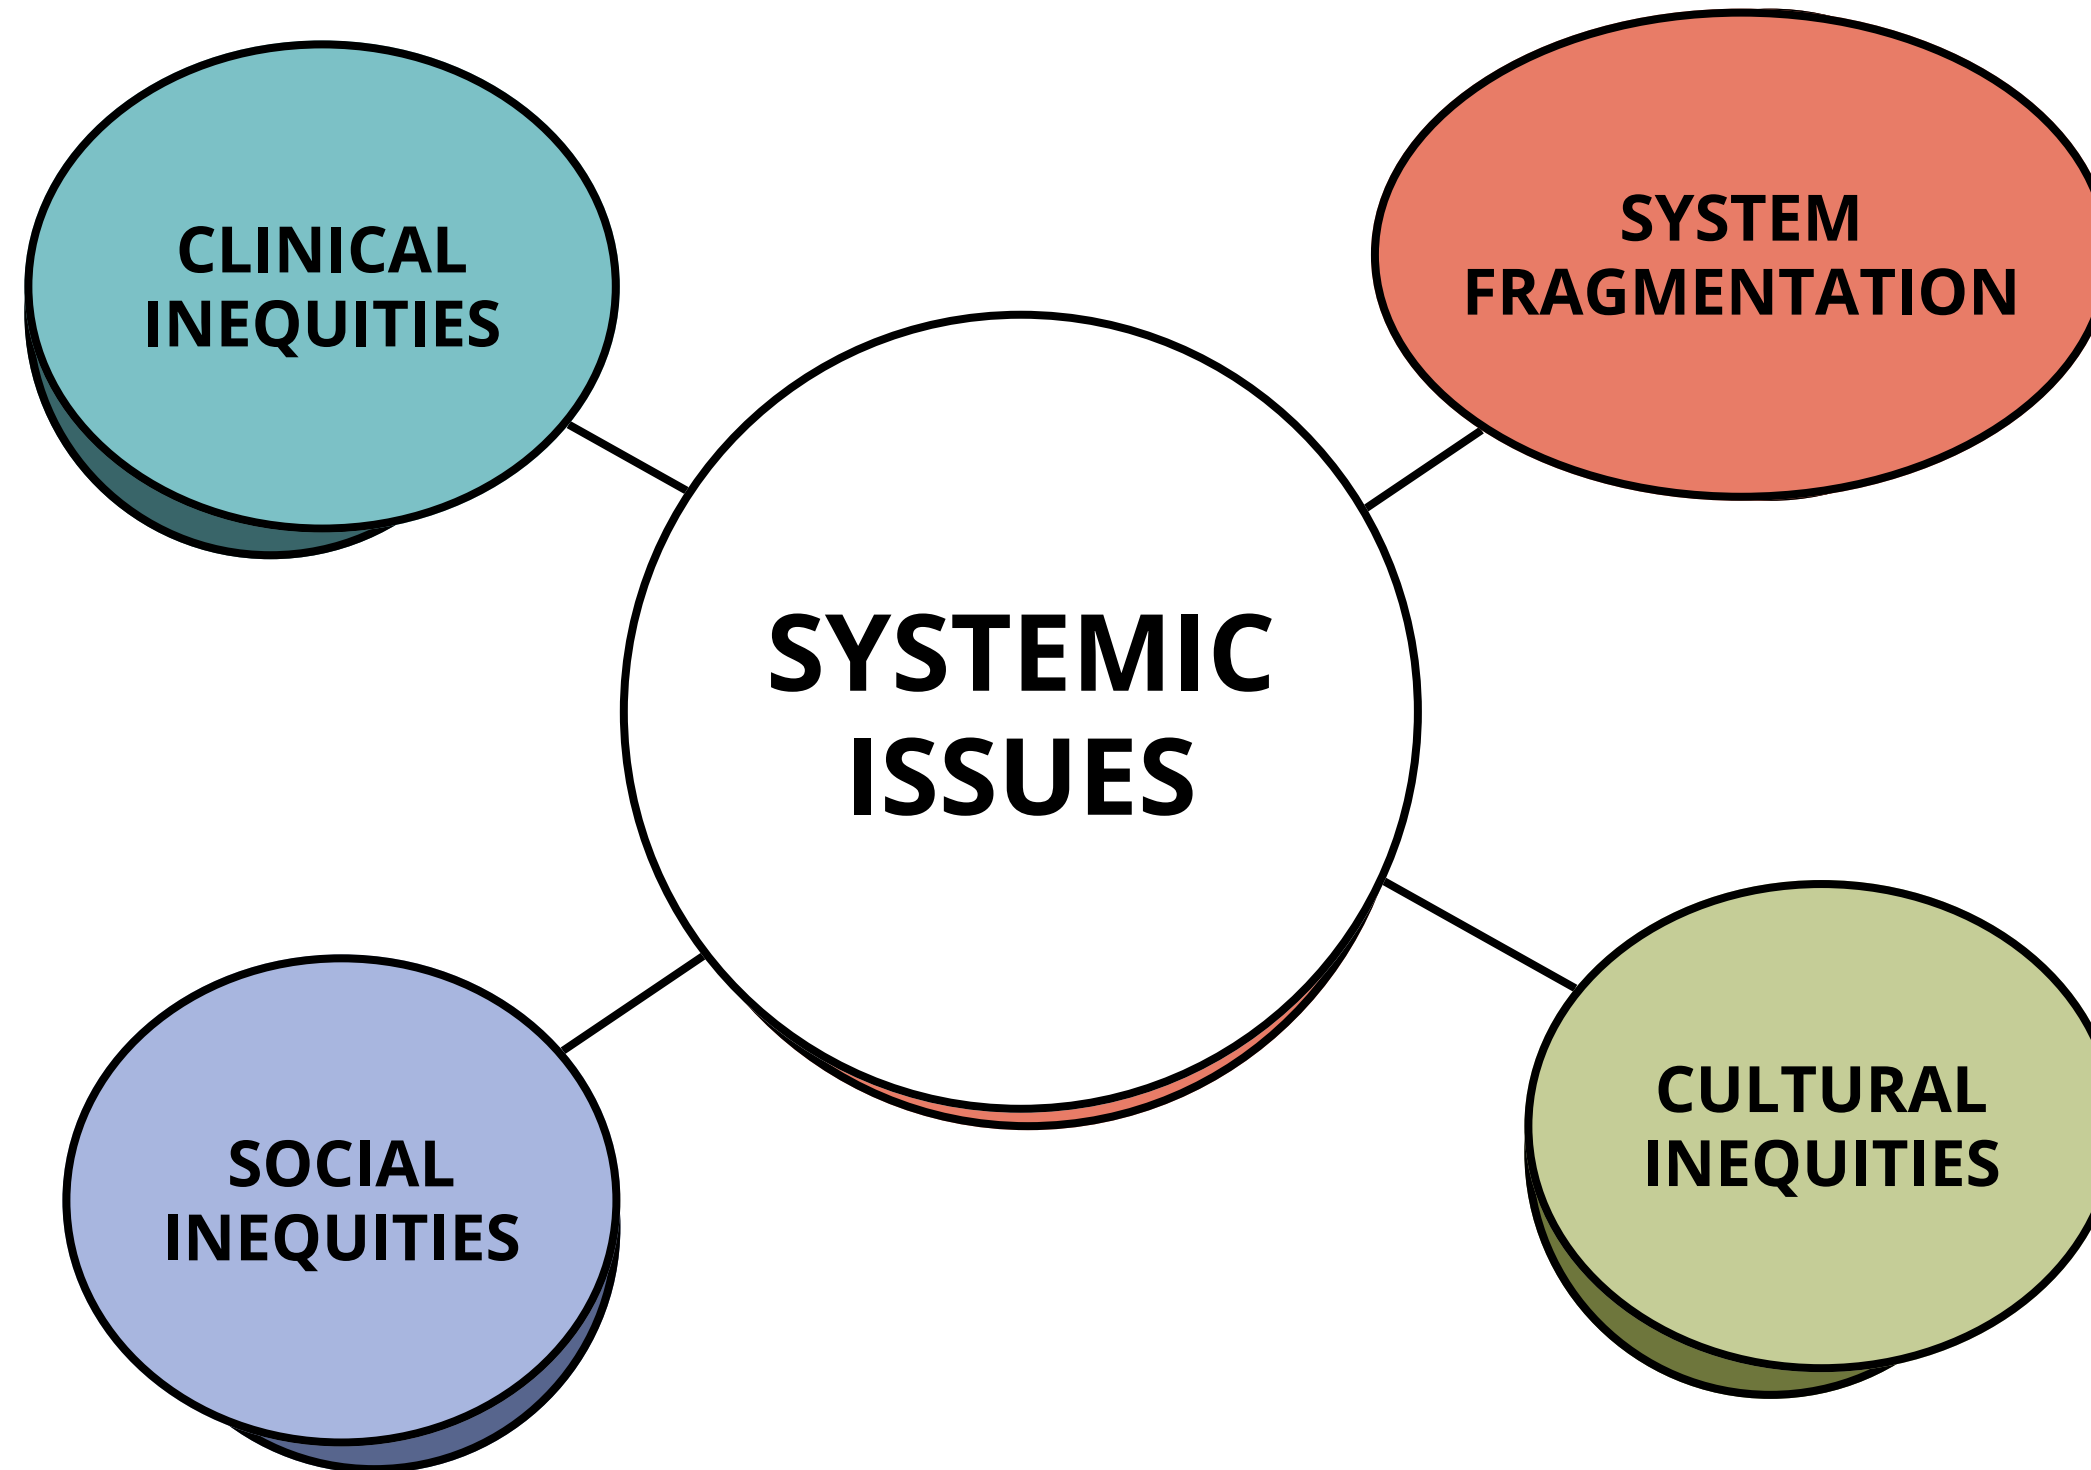 CLINICAL
INEQUITIES
SYSTEM
FRAGMENTATION
SYSTEMIC
ISSUES
SOCIAL
INEQUITIES
CULTURAL
INEQUITIES